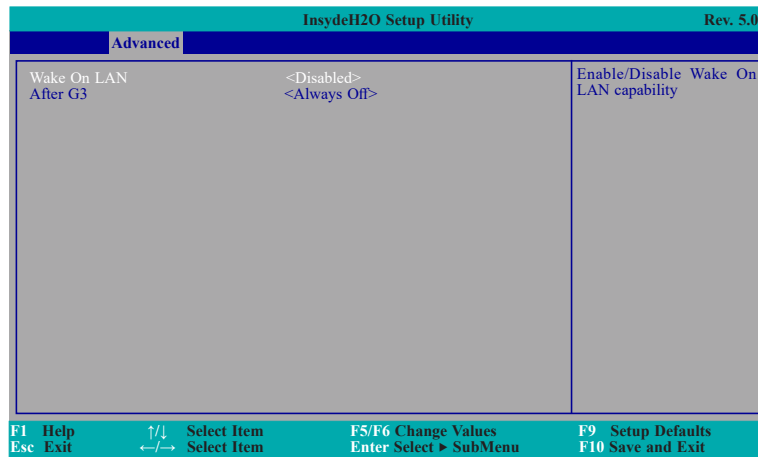 InsydeH2O Setup Utility Rev. 5.0
Advanced
Wake On LAN <Disabled> Enable/Disable Wake On
After G3 <Always Off> LAN capability
F1 Help ↑/↓ Select Item F5/F6 Change Values F9 Setup Defaults
Esc Exit ←/→ Select Item Enter Select ▶ SubMenu F10 Save and Exit